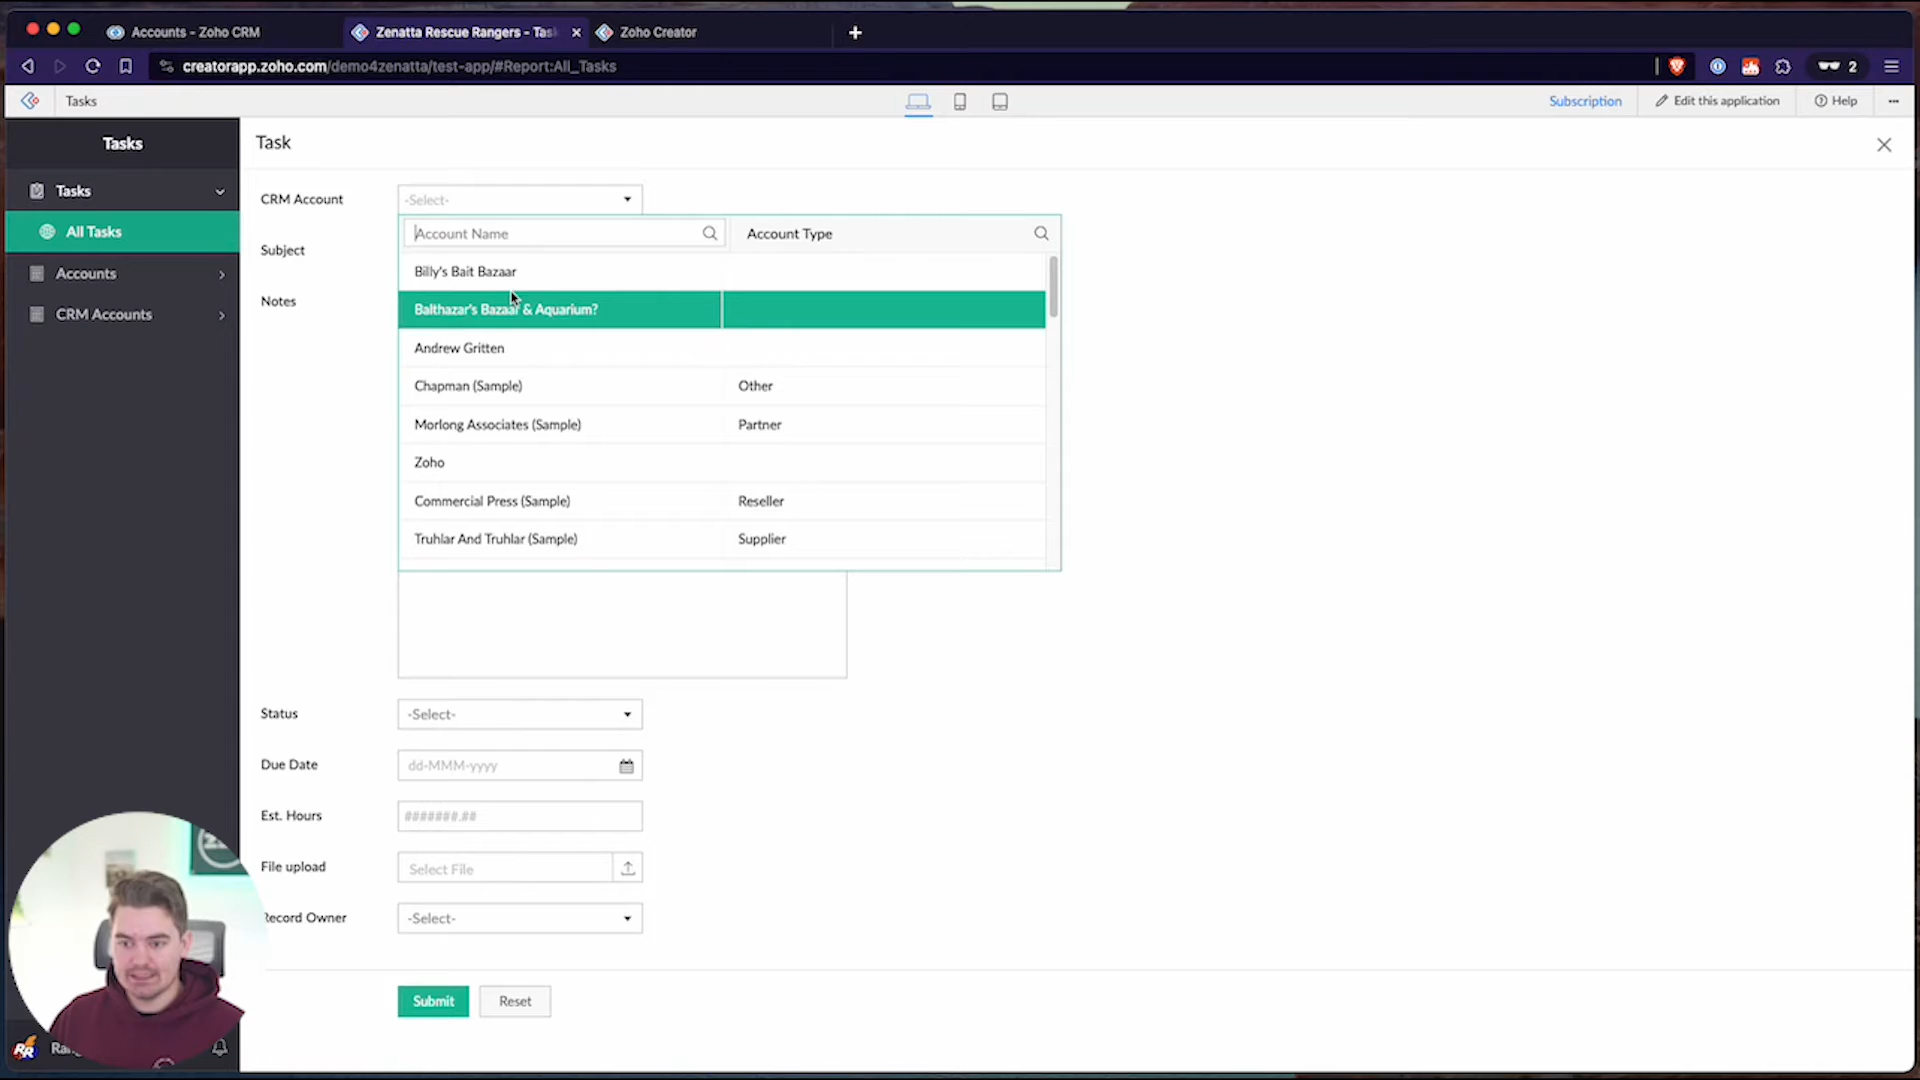 Accounts - Zoho CRM
Zenatta Rescue Rangers - Tas
Zoho Creator
creatorapp.zoho.com/demo4zenatta/test-app/#Report:All_Tasks
2
Tasks
Subscription
Edit this application
Help
Tasks
Task
Tasks
All Tasks
Accounts
CRM Accounts
CRM Account
-Select-
Account Name
Account Type
Subject
Notes
Billy's Bait Bazaar
Balthazar's Bazaar & Aquarium?
Andrew Gritten
Chapman (Sample) Other
Morlong Associates (Sample) Partner
Zoho
Commercial Press (Sample) Reseller
Truhlar And Truhlar (Sample) Supplier
Status
-Select-
Due Date
dd-MMM-yyyy
Est. Hours
#######.##
File upload
Select File
Record Owner
-Select-
Submit
Reset
RR